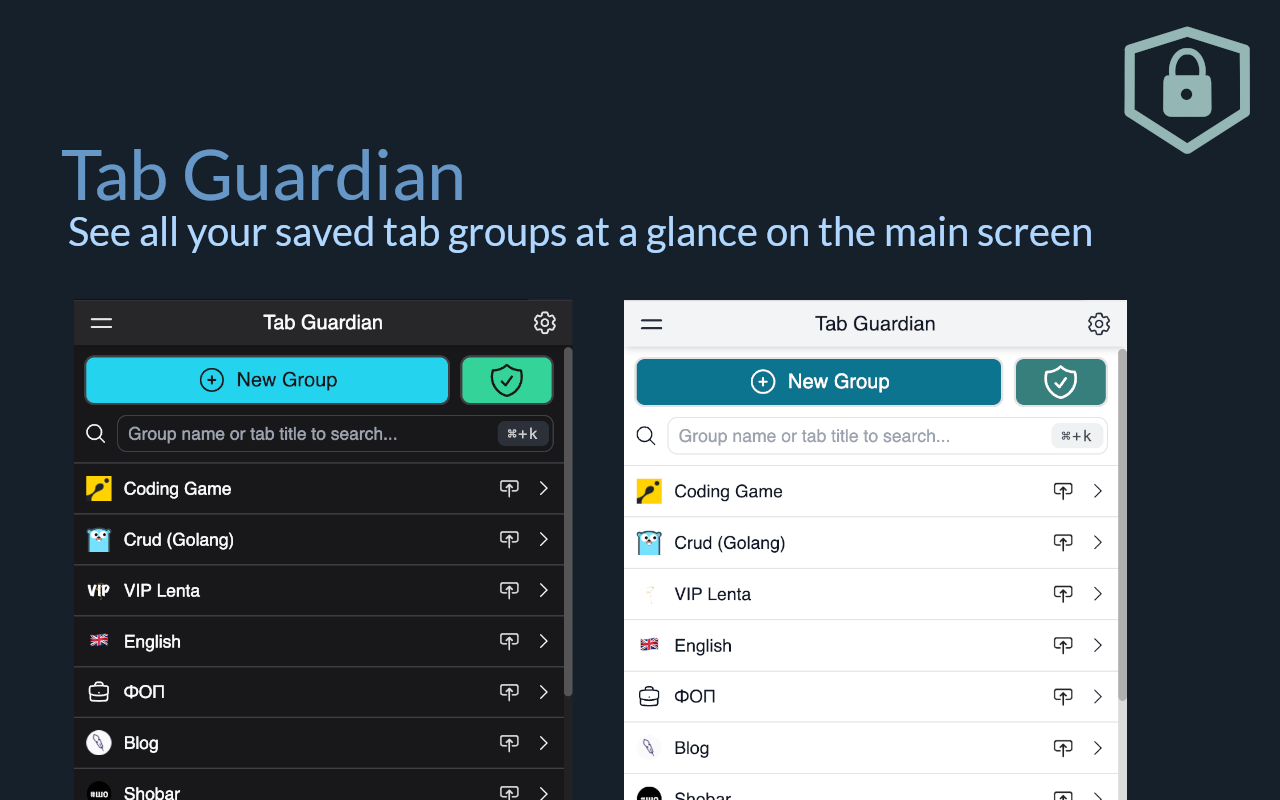 Tab Guardian
See all your saved tab groups at a glance on the main screen
Tab Guardian
New Group
Group name or tab title to search...
⌘+k
Coding Game
Crud (Golang)
VIP
VIP Lenta
English
ФОП
Blog
#ШО
Shobar
Tab Guardian
New Group
Group name or tab title to search...
⌘+k
Coding Game
Crud (Golang)
VIP Lenta
English
ФОП
Blog
#ШО
Shobar